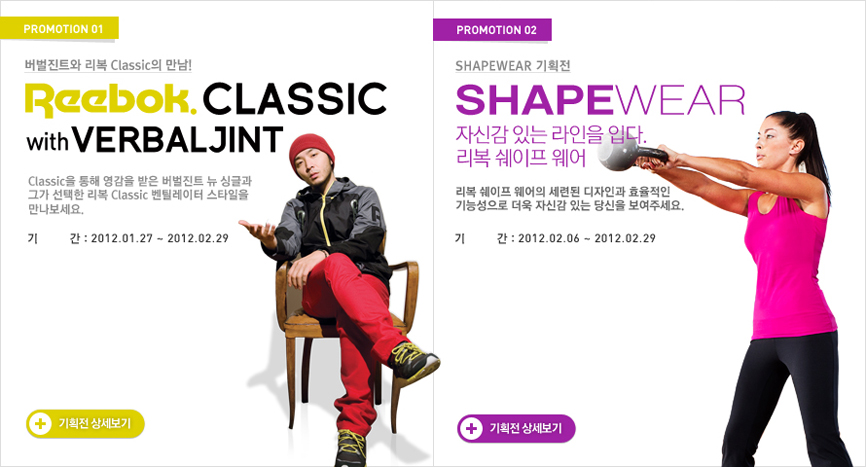 PROMOTION 01
버벌진트와 리복 Classic의 만남!
Reebok. CLASSIC
with VERBALJINT
Classic을 통해 영감을 받은 버벌진트 뉴 싱글과
그가 선택한 리복 Classic 벤틸레이터 스타일을
만나보세요.
기 간 : 2012.01.27 ~ 2012.02.29
기획전 상세보기
PROMOTION 02
SHAPEWEAR 기획전
SHAPEWEAR
자신감 있는 라인을 입다.
리복 쉐이프 웨어
리복 쉐이프 웨어의 세련된 디자인과 효율적인
기능성으로 더욱 자신감 있는 당신을 보여주세요.
기 간 : 2012.02.06 ~ 2012.02.29
기획전 상세보기